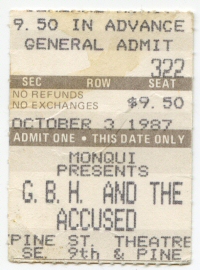 9.50 IN ADVANCE
GENERAL ADMIT
322
SEC ROW SEAT
NO REFUNDS
NO EXCHANGES $9.50
OCTOBER 3 1987
ADMIT ONE • THIS DATE ONLY
MONQUI
PRESENTS
G.B.H. AND THE
ACCUSED
PINE ST. THEATRE
SE. 9th & PINE